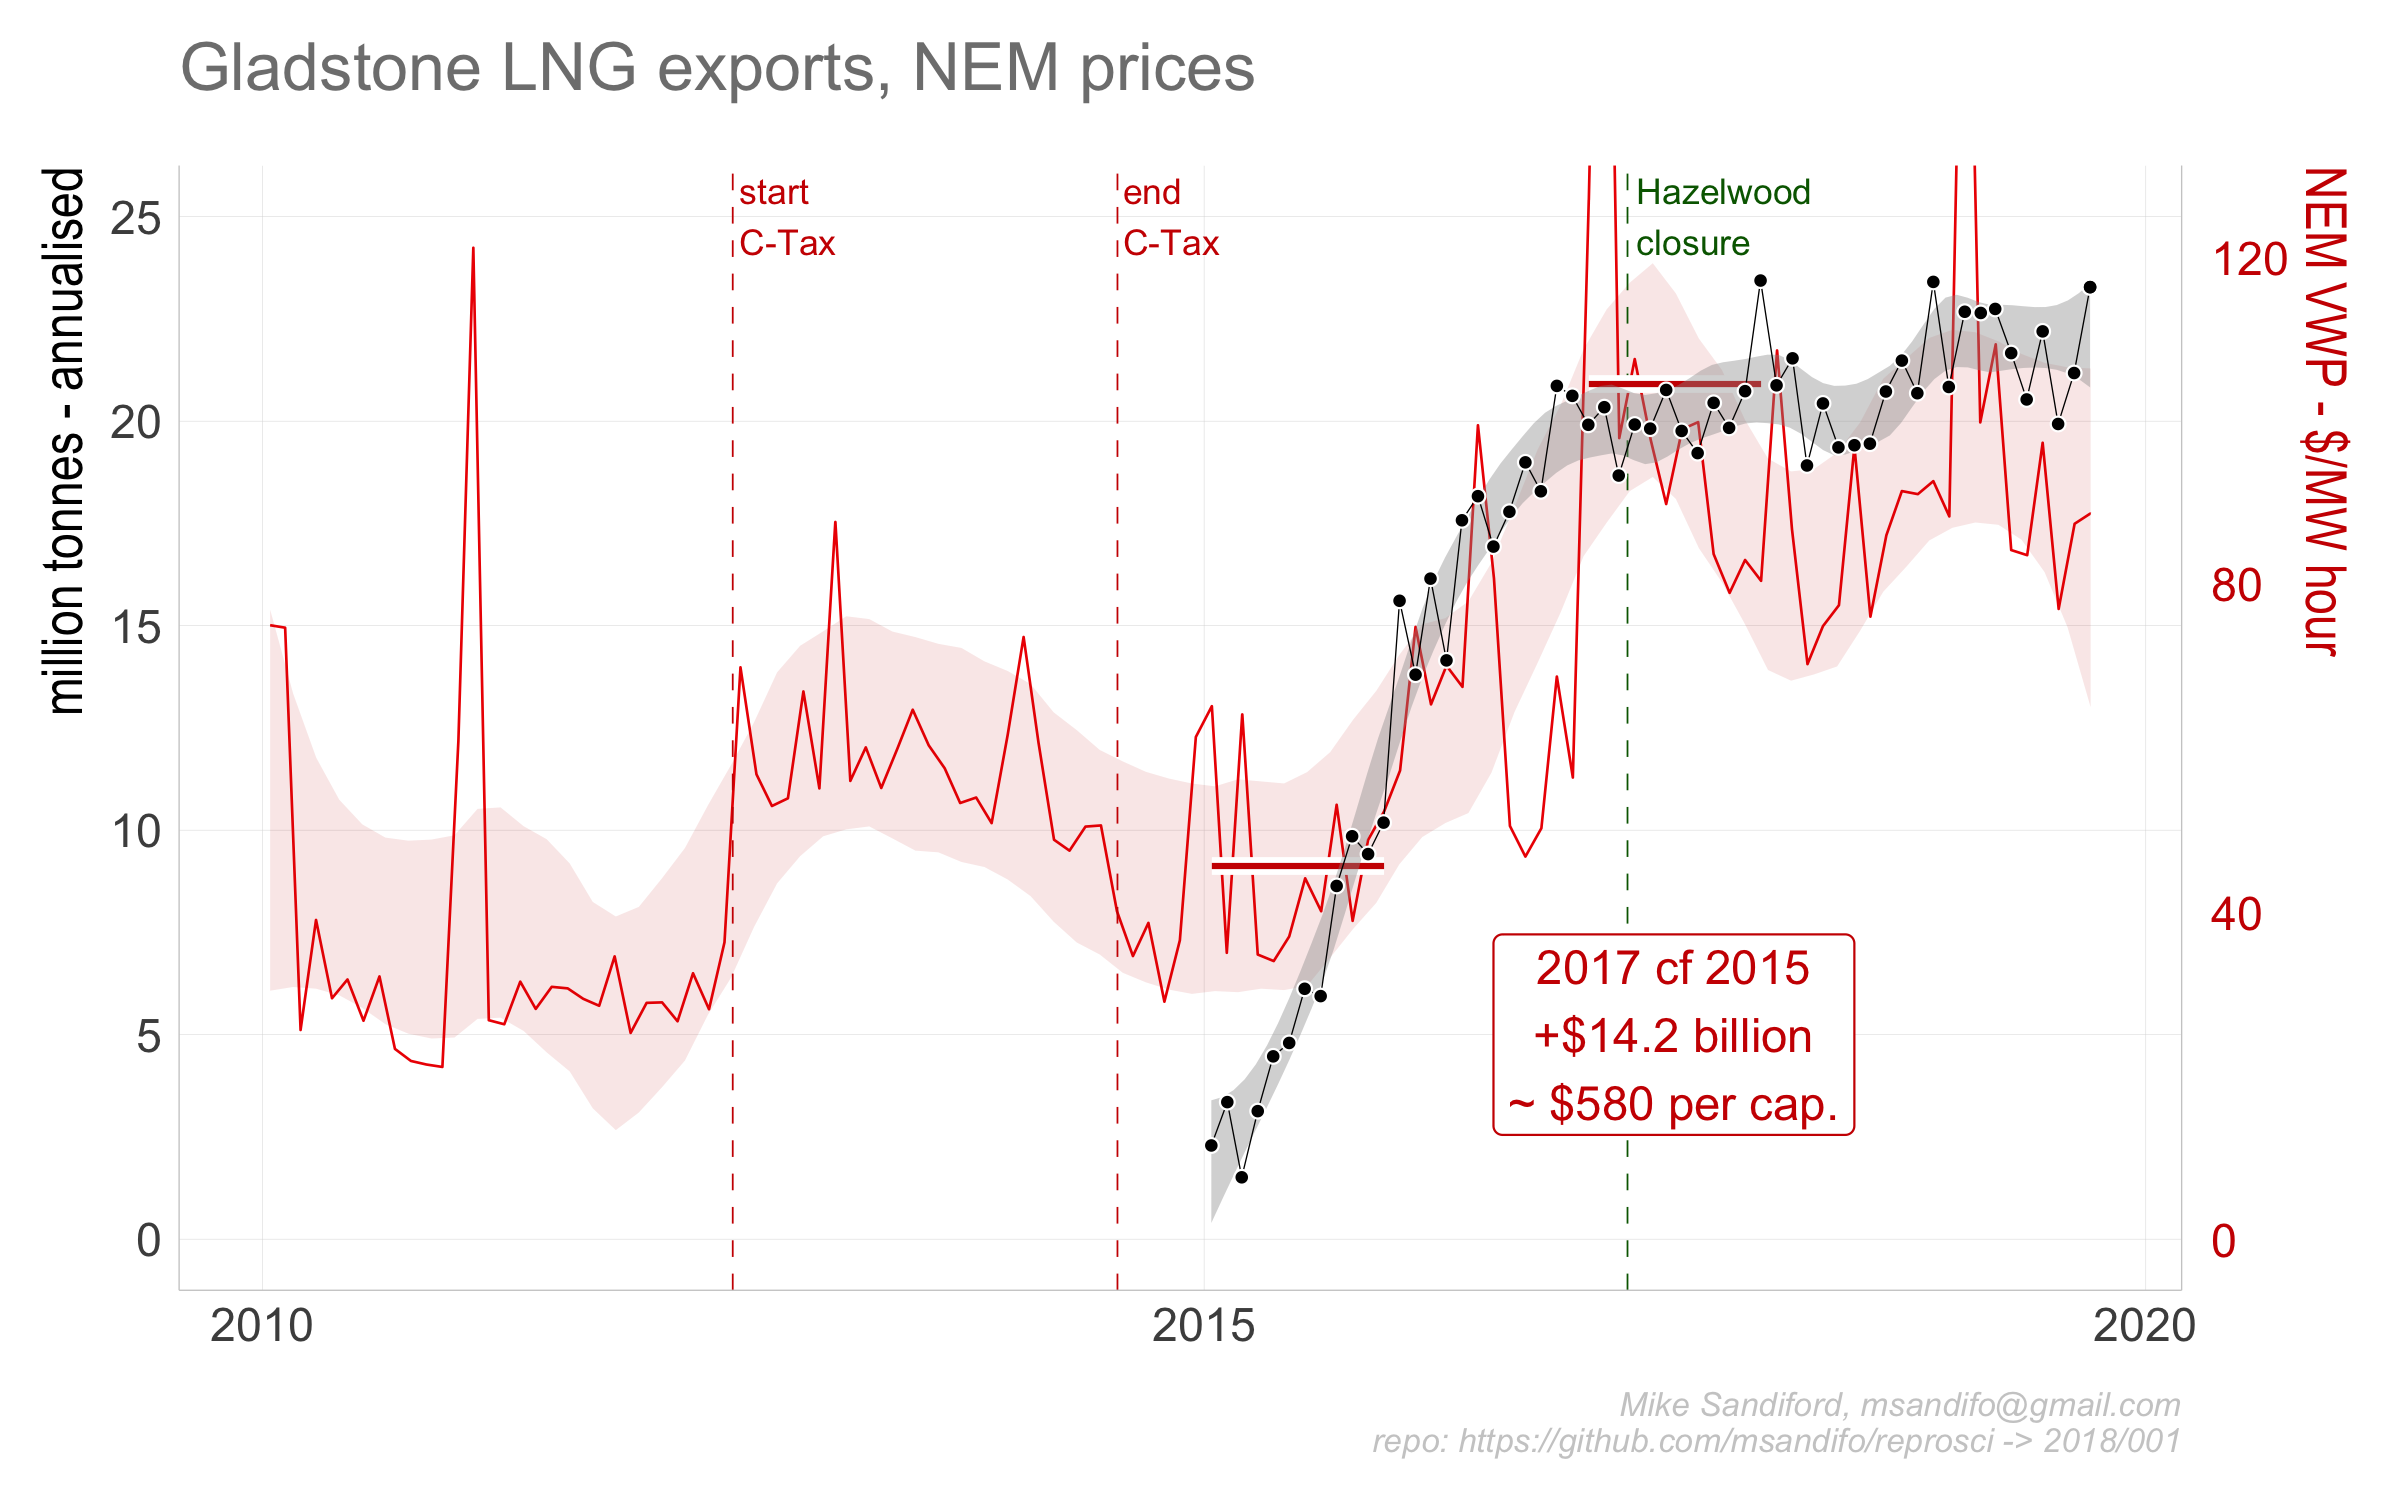 Gladstone LNG exports, NEM prices
million tonnes - annualised
25
20
15
10
5
0
start
C-Tax
end
C-Tax
Hazelwood
closure
2017 cf 2015
+$14.2 billion
~ $580 per cap.
120
80
40
0
NEM VWP - $/MW hour
2010
2015
2020
Mike Sandiford, msandifo@gmail.com
repo: https://github.com/msandifo/reprosci -> 2018/001